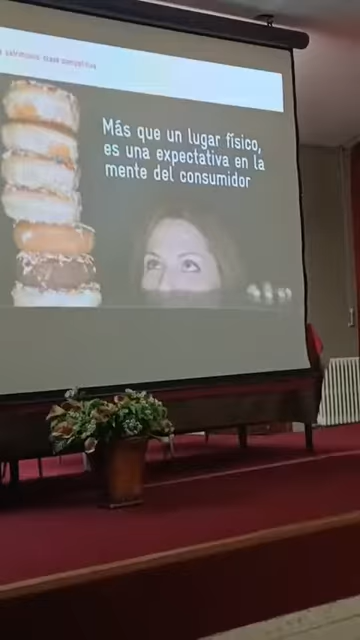 Más que un lugar físico,
es una expectativa en la
mente del consumidor